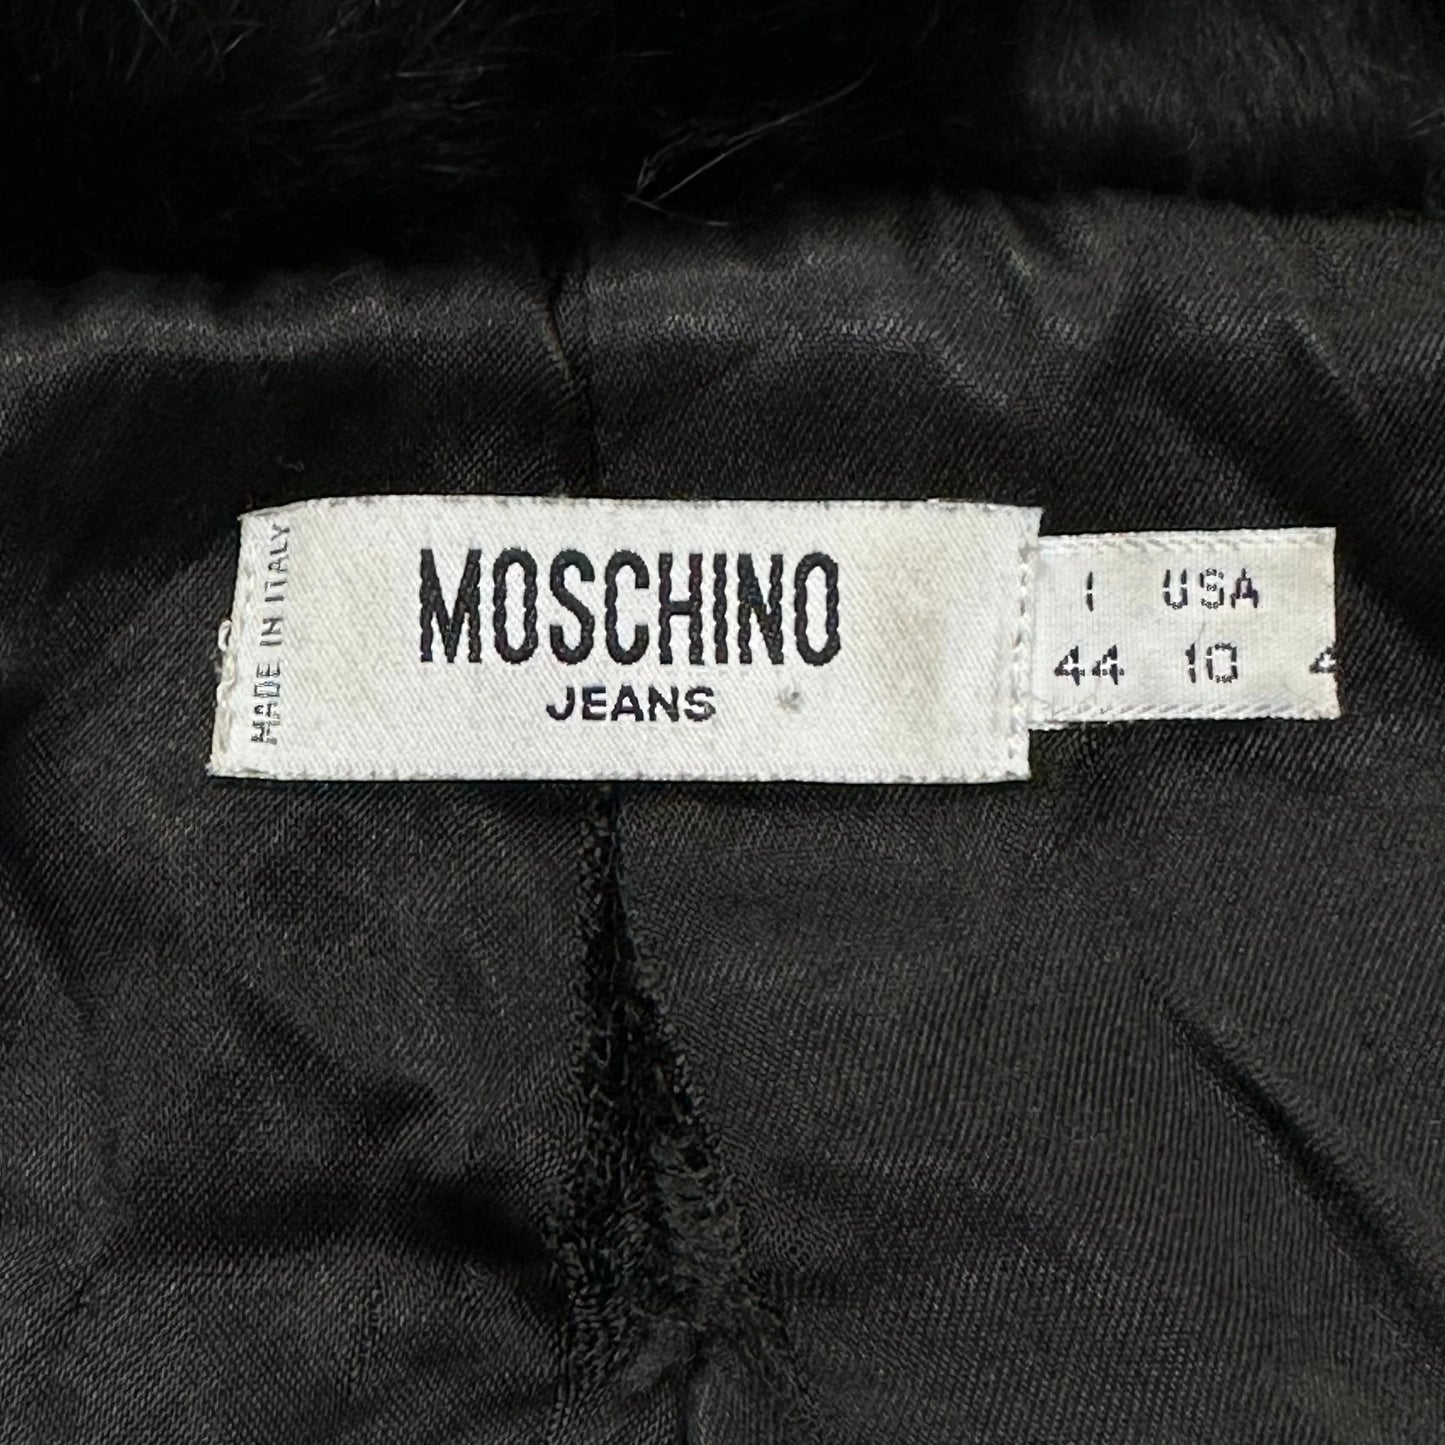 MADE IN ITALY
MOSCHINO
JEANS
I USA
44 10